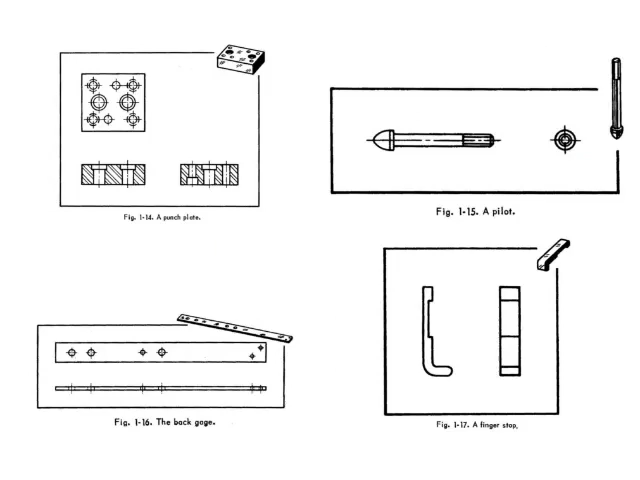 Fig. 1-14. A punch plate.
Fig. 1-15. A pilot.
Fig. 1-16. The back gage.
Fig. 1-17. A finger stop.